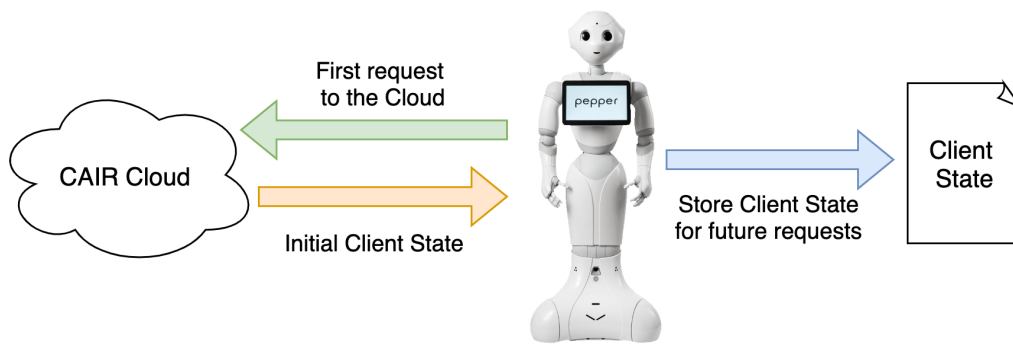 First request
to the Cloud
CAIR Cloud
Initial Client State
pepper
Store Client State
for future requests
Client
State